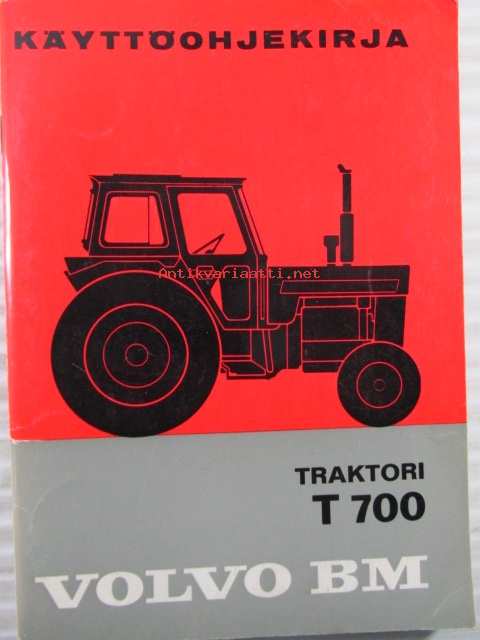 KÄYTTÖOHJEKIRJA
Antikvariaatti.net
TRAKTORI
T 700
VOLVO BM